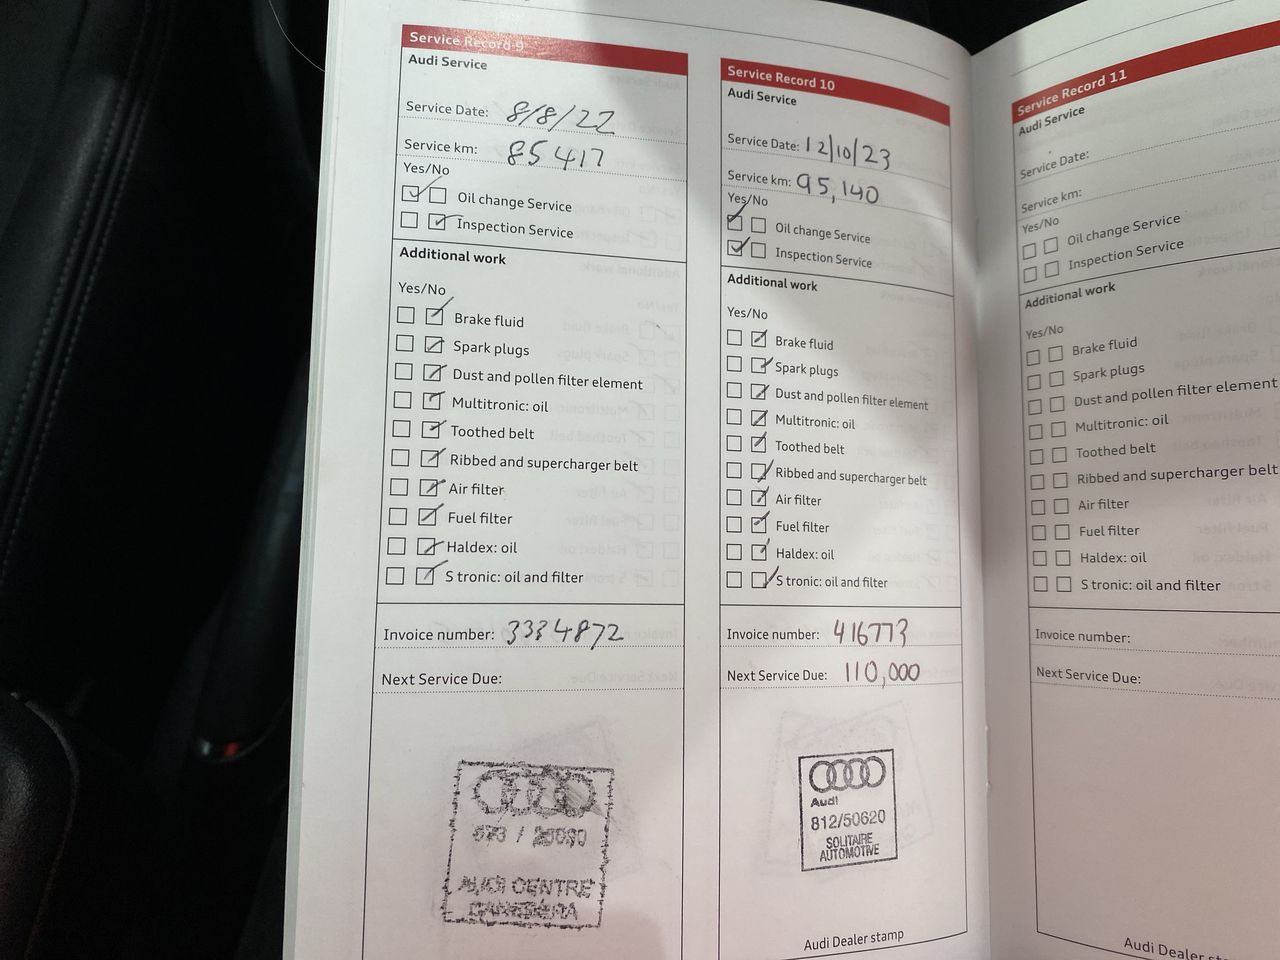 Service Record 9
Audi Service
Service Date: 8/8/22
Service km: 85417
Yes/No
Oil change Service
Inspection Service
Additional work
Yes/No
Brake fluid
Spark plugs
Dust and pollen filter element
Multitronic: oil
Toothed belt
Ribbed and supercharger belt
Air filter
Fuel filter
Haldex: oil
S tronic: oil and filter
Invoice number: 3334872
Next Service Due:
AUDI CENTRE
CANBERRA
Service Record 10
Audi Service
Service Date: 12/10/23
Service km: 95,140
Yes/No
Oil change Service
Inspection Service
Additional work
Yes/No
Brake fluid
Spark plugs
Dust and pollen filter element
Multitronic: oil
Toothed belt
Ribbed and supercharger belt
Air filter
Fuel filter
Haldex: oil
S tronic: oil and filter
Invoice number: 416773
Next Service Due: 110,000
Audi
812/50620
SOLITAIRE
AUTOMOTIVE
Audi Dealer stamp
Service Record 11
Audi Service
Service Date:
Service km:
Yes/No
Oil change Service
Inspection Service
Additional work
Yes/No
Brake fluid
Spark plugs
Dust and pollen filter element
Multitronic: oil
Toothed belt
Ribbed and supercharger belt
Air filter
Fuel filter
Haldex: oil
S tronic: oil and filter
Invoice number:
Next Service Due:
Audi Dealer